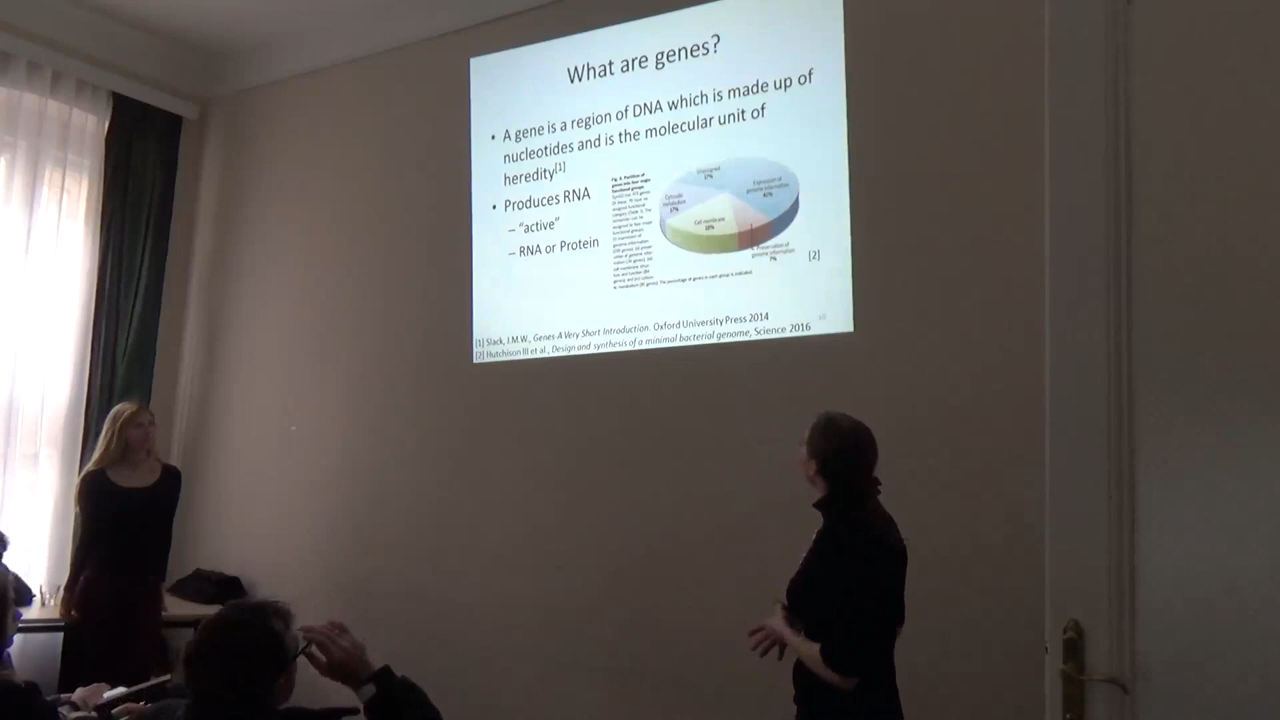 What are genes?
• A gene is a region of DNA which is made up of
nucleotides and is the molecular unit of
heredity[1]
• Produces RNA
– "active"
– RNA or Protein
Unassigned
17%
Expression of
genome information
41%
Cytosolic
metabolism
17%
Cell membrane
18%
Preservation of
genome information
7%
[2]
[1] Slack, J.M.W., Genes-A Very Short Introduction. Oxford University Press 2014
[2] Hutchison III et al., Design and synthesis of a minimal bacterial genome, Science 2016